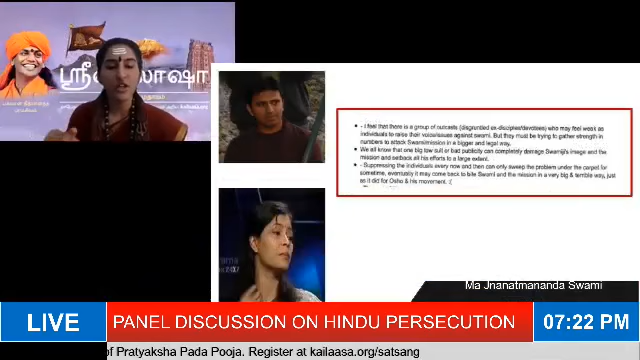 ஸ்ரீகைலாஷா
- I feel that there is a group of outcasts (disgruntled ex-disciples/devotees) who may feel weak as
individuals to raise their voice/issues against swami. But they must be trying to gather strength in
numbers to attack Swami/mission in a bigger and legal way.
We all know that one big law suit or bad publicity can completely damage Swamiji's image and the
mission and setback all his efforts to a large extent.
- Suppressing the individuals every now and then can only sweep the problem under the carpet for
sometime, eventually it may come back to bite Swami and the mission in a very big & terrible way, just
as it did for Osho & his movement. :(
Ma Jnanatmananda Swami
LIVE
PANEL DISCUSSION ON HINDU PERSECUTION
07:22 PM
of Pratyaksha Pada Pooja. Register at kailaasa.org/satsang